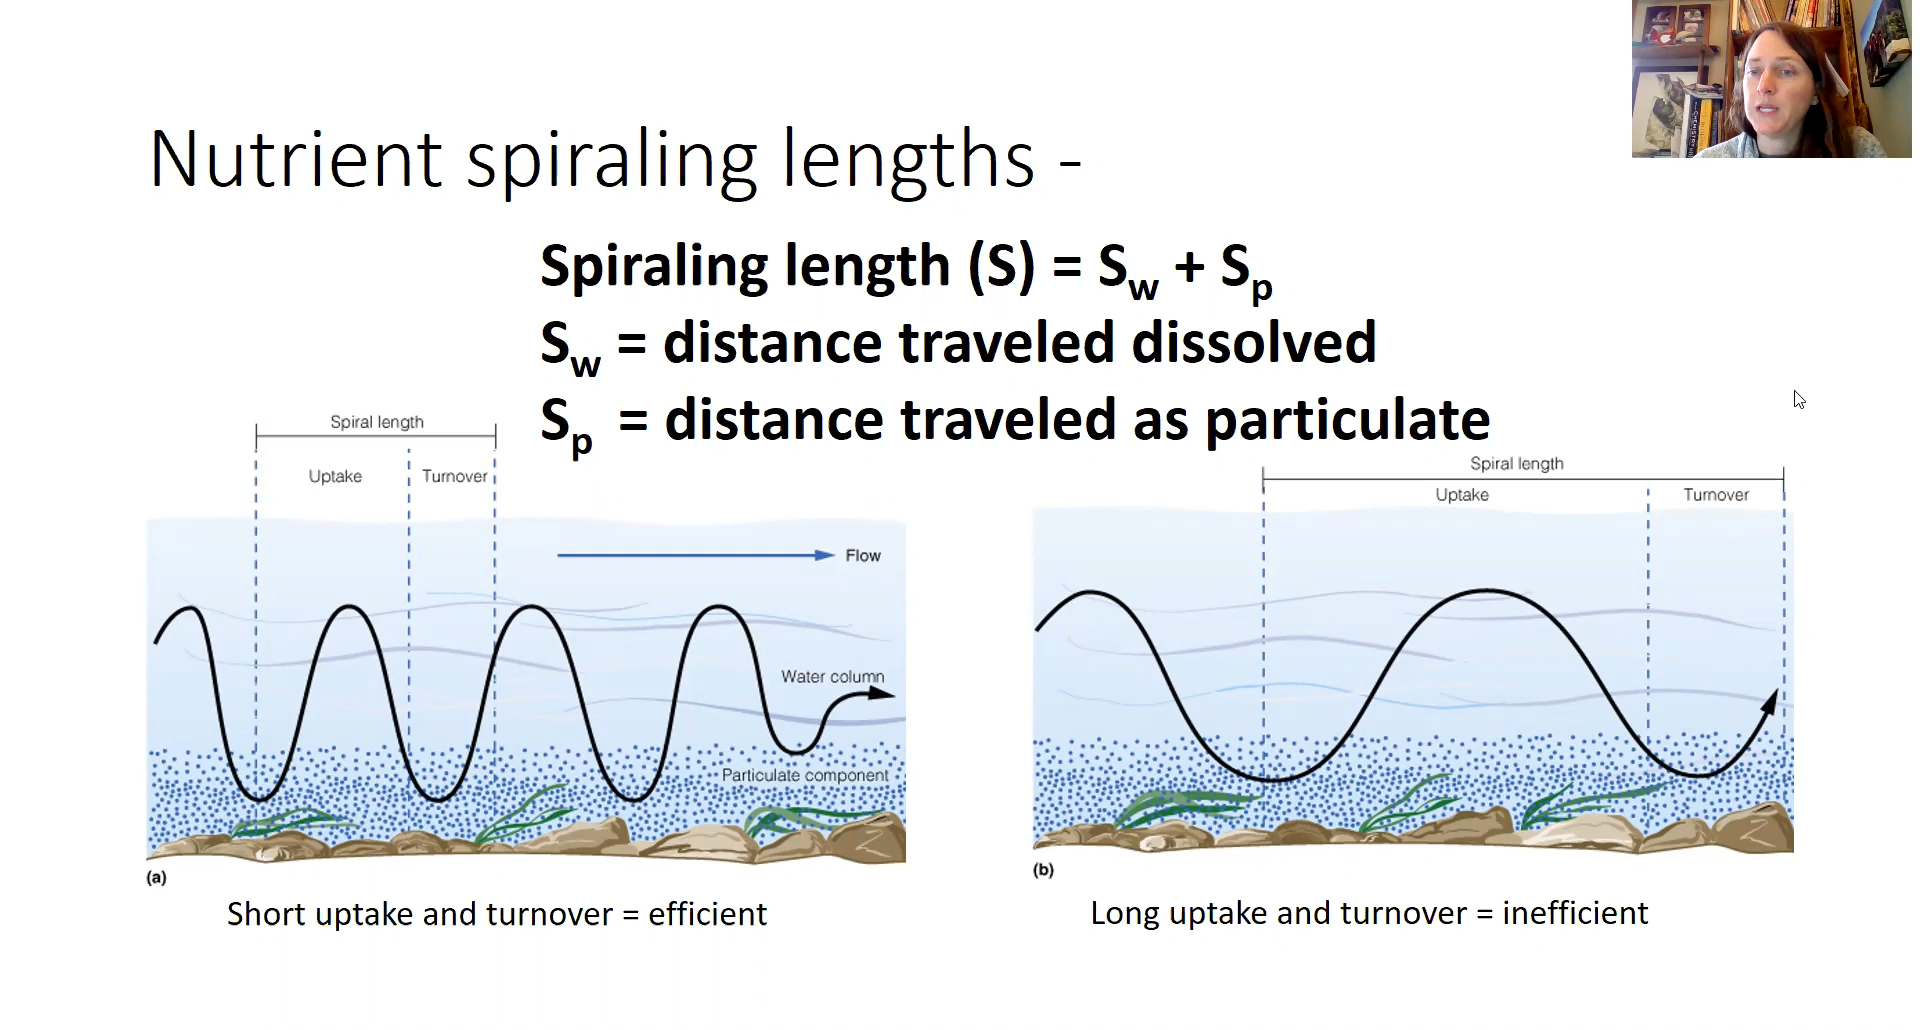 Nutrient spiraling lengths -
Spiraling length (S) = Sw + Sp
Sw = distance traveled dissolved
Sp = distance traveled as particulate
Spiral length
Uptake
Turnover
Flow
Water column
Particulate component
(a)
Short uptake and turnover = efficient
Spiral length
Uptake
Turnover
(b)
Long uptake and turnover = inefficient